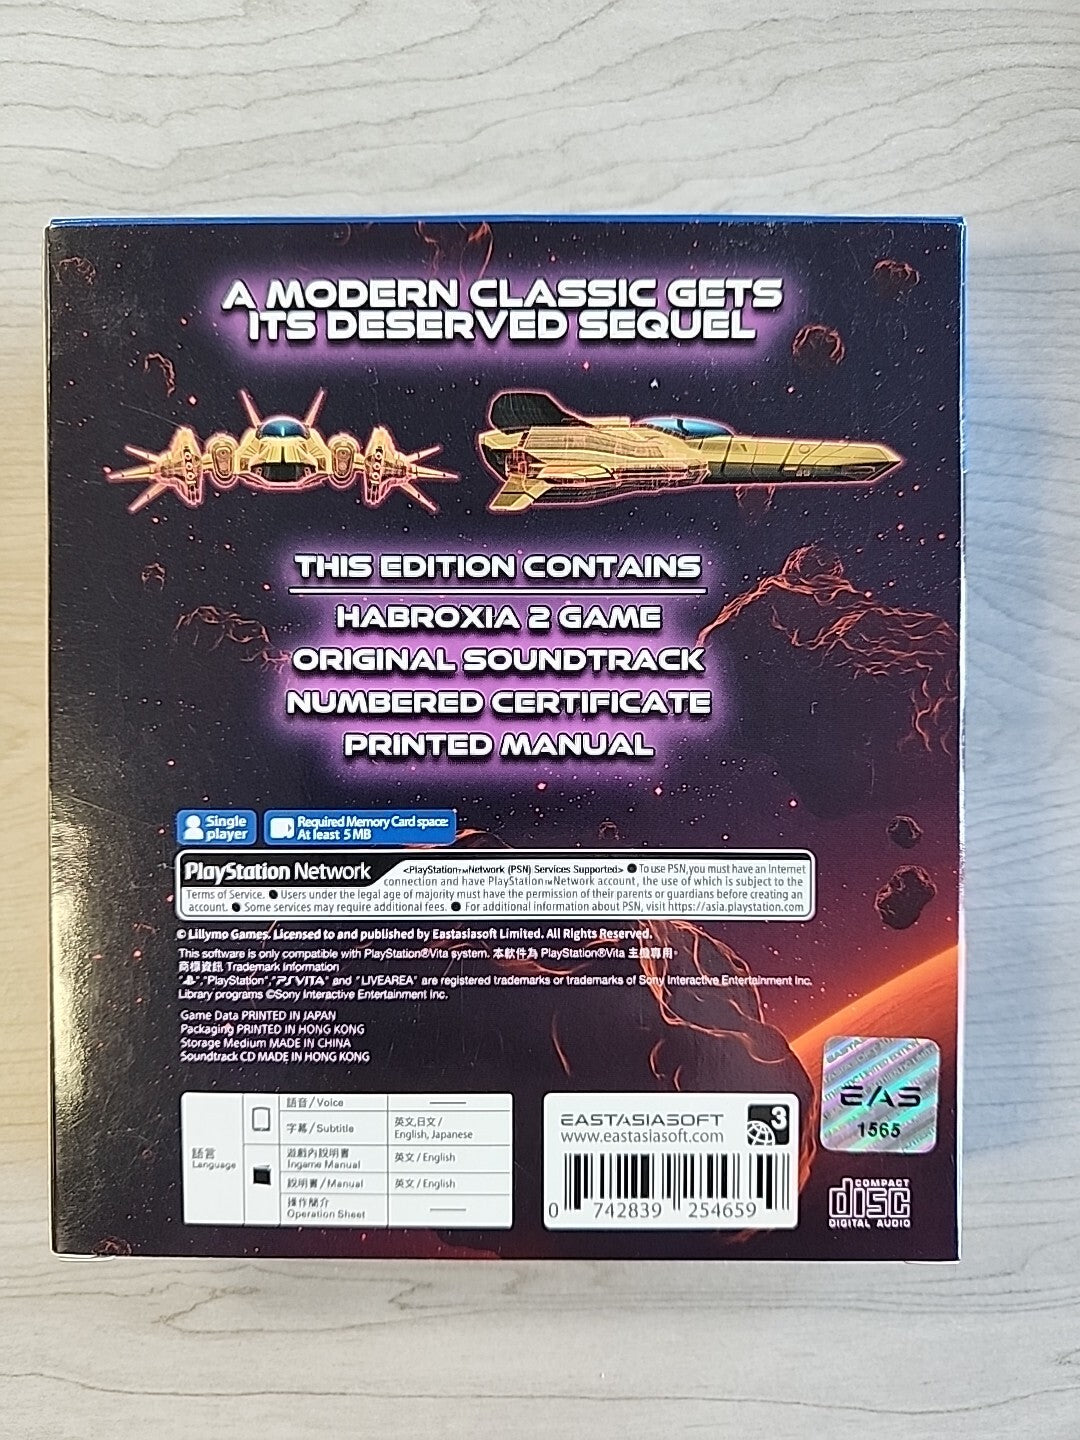 A MODERN CLASSIC GETS
ITS DESERVED SEQUEL
THIS EDITION CONTAINS
HABROXIA 2 GAME
ORIGINAL SOUNDTRACK
NUMBERED CERTIFICATE
PRINTED MANUAL
Single
player
Required Memory Card space:
At least 5 MB
PlayStation Network
<PlayStation™Network (PSN) Services Supported> ● To use PSN, you must have an Internet
connection and have PlayStation™Network account, the use of which is subject to the
Terms of Service. ● Users under the legal age of majority must have the permission of their parents or guardians before creating an
account. ● Some services may require additional fees. ● For additional information about PSN, visit https://asia.playstation.com
© Lillymo Games. Licensed to and published by Eastasiasoft Limited. All Rights Reserved.
This software is only compatible with PlayStation®Vita system. 本軟件為 PlayStation®Vita 主機專用。
商標資訊 Trademark Information
"PlayStation", "PSVITA" and "LIVEAREA" are registered trademarks or trademarks of Sony Interactive Entertainment Inc.
Library programs ©Sony Interactive Entertainment Inc.
Game Data PRINTED IN JAPAN
Packaging PRINTED IN HONG KONG
Storage Medium MADE IN CHINA
Soundtrack CD MADE IN HONG KONG
語言
Language
語音/Voice
字幕/Subtitle
英文,日文/
English, Japanese
遊戲內說明書
Ingame Manual
英文/English
說明書/Manual
英文/English
操作簡介
Operation Sheet
EASTASIASOFT
www.eastasiasoft.com
3
0 742839 254659
EAS
1565
COMPACT
disc
DIGITAL AUDIO